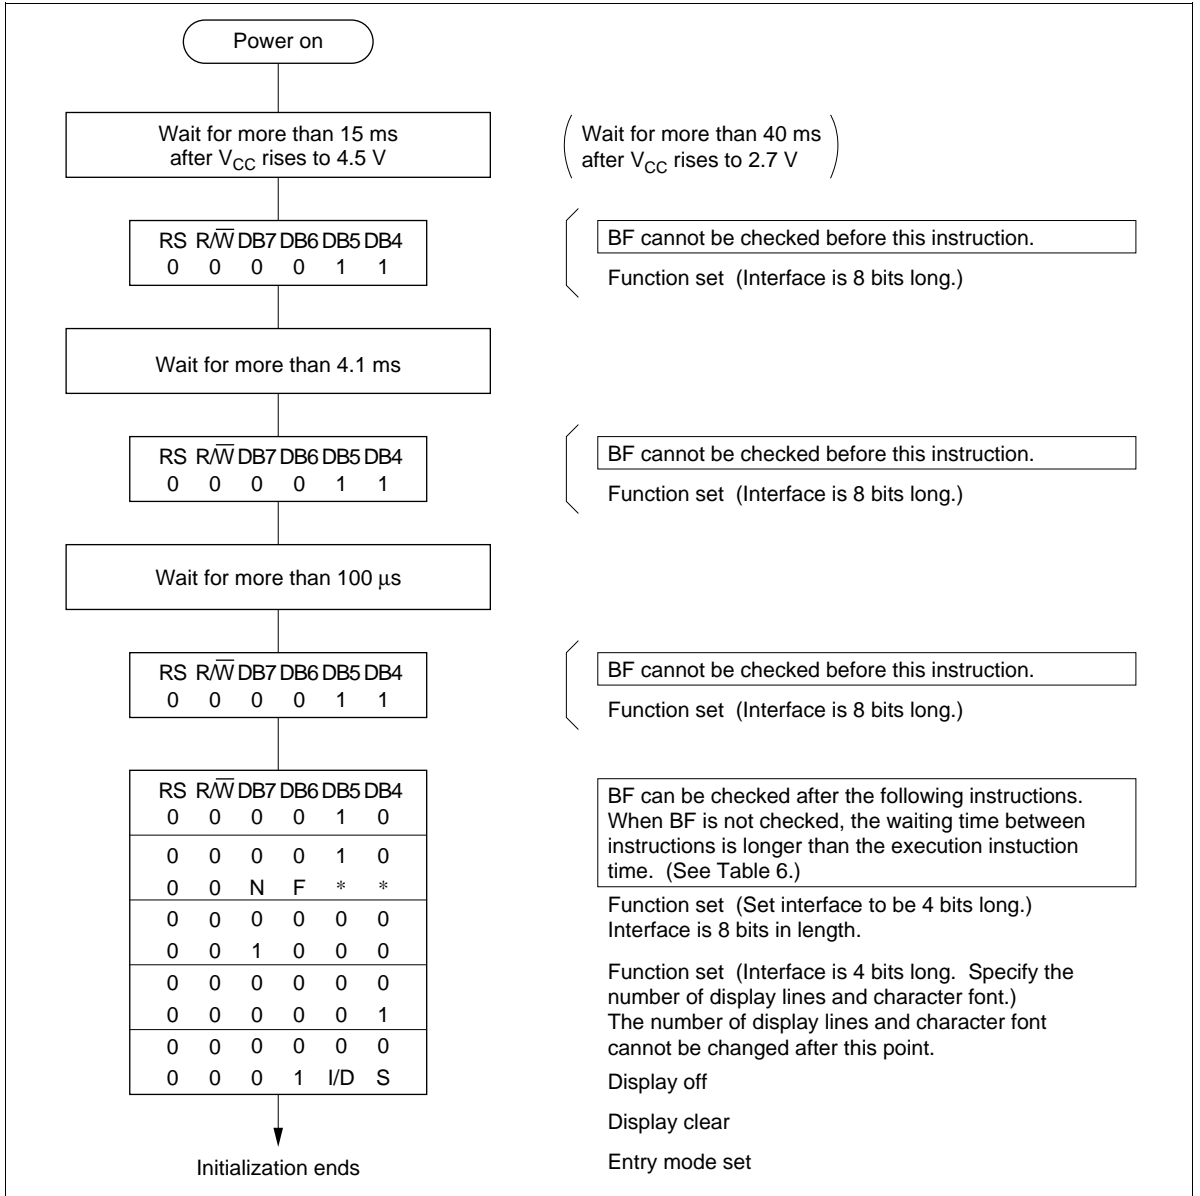 Power on
Wait for more than 15 ms
after VCC rises to 4.5 V
Wait for more than 40 ms
after VCC rises to 2.7 V
RS R/W̅ DB7 DB6 DB5 DB4
0 0 0 0 1 1
BF cannot be checked before this instruction.
Function set (Interface is 8 bits long.)
Wait for more than 4.1 ms
RS R/W̅ DB7 DB6 DB5 DB4
0 0 0 0 1 1
BF cannot be checked before this instruction.
Function set (Interface is 8 bits long.)
Wait for more than 100 μs
RS R/W̅ DB7 DB6 DB5 DB4
0 0 0 0 1 1
BF cannot be checked before this instruction.
Function set (Interface is 8 bits long.)
RS R/W̅ DB7 DB6 DB5 DB4
0 0 0 0 1 0
0 0 0 0 1 0
0 0 N F * *
0 0 0 0 0 0
0 0 1 0 0 0
0 0 0 0 0 0
0 0 0 0 0 1
0 0 0 0 0 0
0 0 0 1 I/D S
BF can be checked after the following instructions.
When BF is not checked, the waiting time between
instructions is longer than the execution instuction
time. (See Table 6.)
Function set (Set interface to be 4 bits long.)
Interface is 8 bits in length.
Function set (Interface is 4 bits long. Specify the
number of display lines and character font.)
The number of display lines and character font
cannot be changed after this point.
Display off
Display clear
Entry mode set
Initialization ends